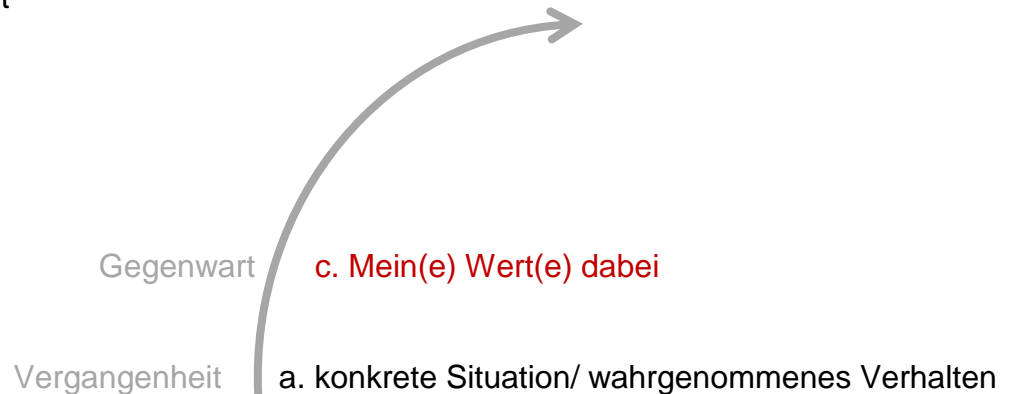 Gegenwart c. Mein(e) Wert(e) dabei
Vergangenheit a. konkrete Situation/ wahrgenommenes Verhalten